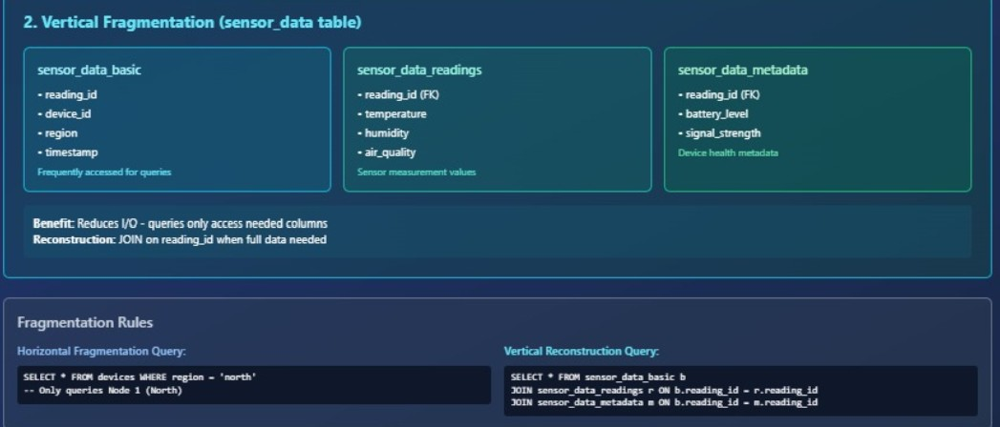 2. Vertical Fragmentation (sensor_data table)
sensor_data_basic
• reading_id
• device_id
• region
• timestamp
Frequently accessed for queries
sensor_data_readings
• reading_id (FK)
• temperature
• humidity
• air_quality
Sensor measurement values
sensor_data_metadata
• reading_id (FK)
• battery_level
• signal_strength
Device health metadata
Benefit: Reduces I/O - queries only access needed columns
Reconstruction: JOIN on reading_id when full data needed
Fragmentation Rules
Horizontal Fragmentation Query:
SELECT * FROM devices WHERE region = 'north'
-- Only queries Node 1 (North)
Vertical Reconstruction Query:
SELECT * FROM sensor_data_basic b
JOIN sensor_data_readings r ON b.reading_id = r.reading_id
JOIN sensor_data_metadata m ON b.reading_id = m.reading_id